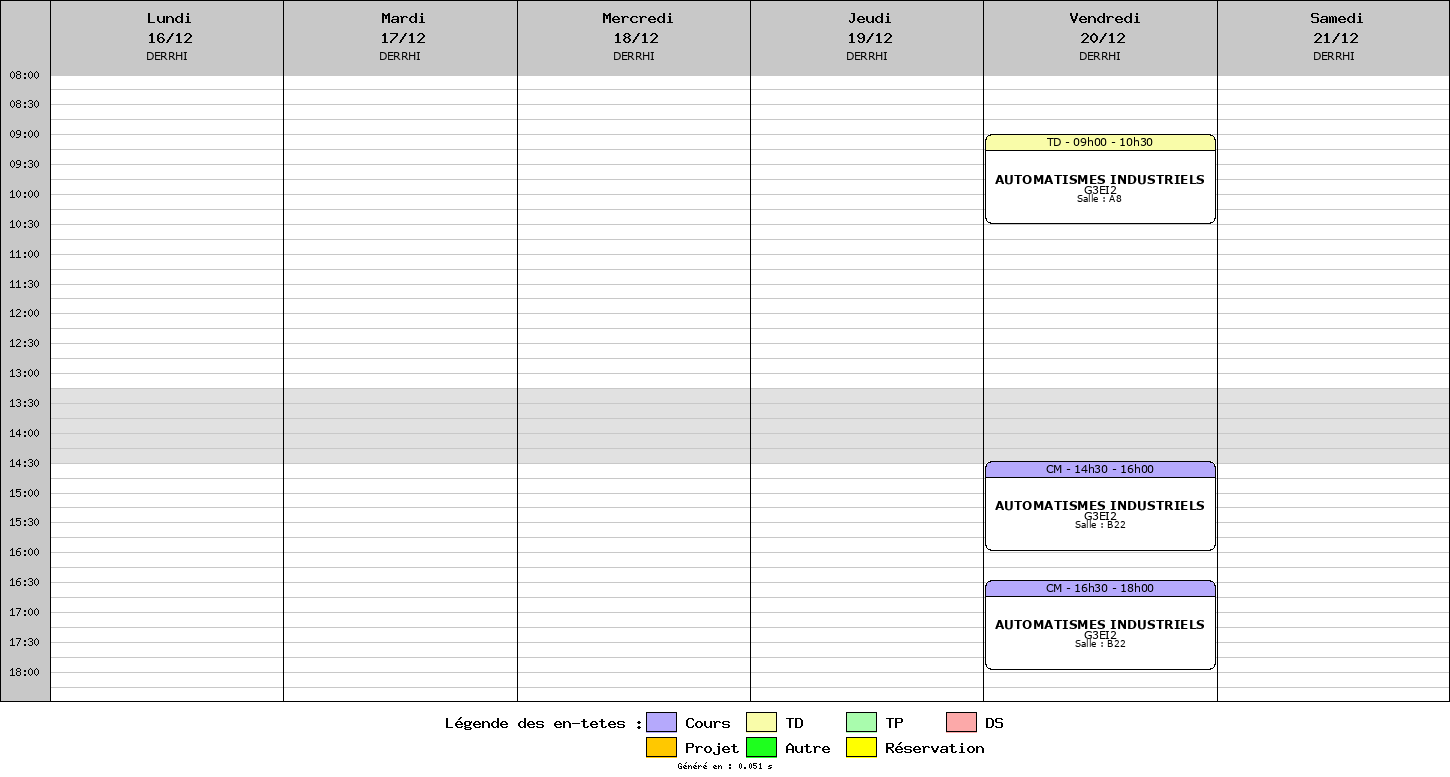 Lundi
16/12
DERRHI
Mardi
17/12
DERRHI
Mercredi
18/12
DERRHI
Jeudi
19/12
DERRHI
Vendredi
20/12
DERRHI
Samedi
21/12
DERRHI
08:00
08:30
09:00
09:30
10:00
10:30
11:00
11:30
12:00
12:30
13:00
13:30
14:00
14:30
15:00
15:30
16:00
16:30
17:00
17:30
18:00
TD - 09h00 - 10h30
AUTOMATISMES INDUSTRIELS
G3EI2
Salle : A8
CM - 14h30 - 16h00
AUTOMATISMES INDUSTRIELS
G3EI2
Salle : B22
CM - 16h30 - 18h00
AUTOMATISMES INDUSTRIELS
G3EI2
Salle : B22
Légende des en-tetes : Cours TD TP DS
Projet Autre Réservation
Généré en : 0.051 s